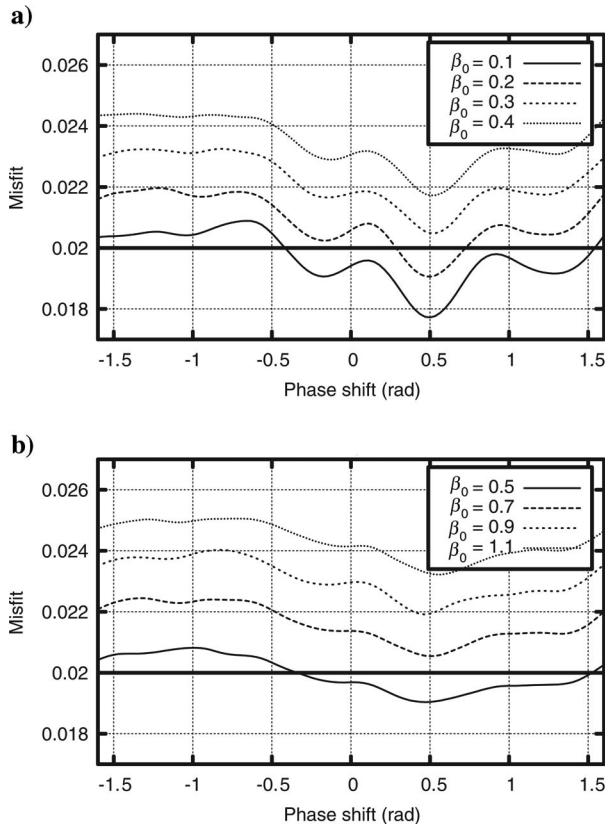 a)
0.026
0.024
0.022
0.02
0.018
Misfit
β0 = 0.1
β0 = 0.2
β0 = 0.3
β0 = 0.4
-1.5 -1 -0.5 0 0.5 1 1.5
Phase shift (rad)
b)
0.026
0.024
0.022
0.02
0.018
Misfit
β0 = 0.5
β0 = 0.7
β0 = 0.9
β0 = 1.1
-1.5 -1 -0.5 0 0.5 1 1.5
Phase shift (rad)